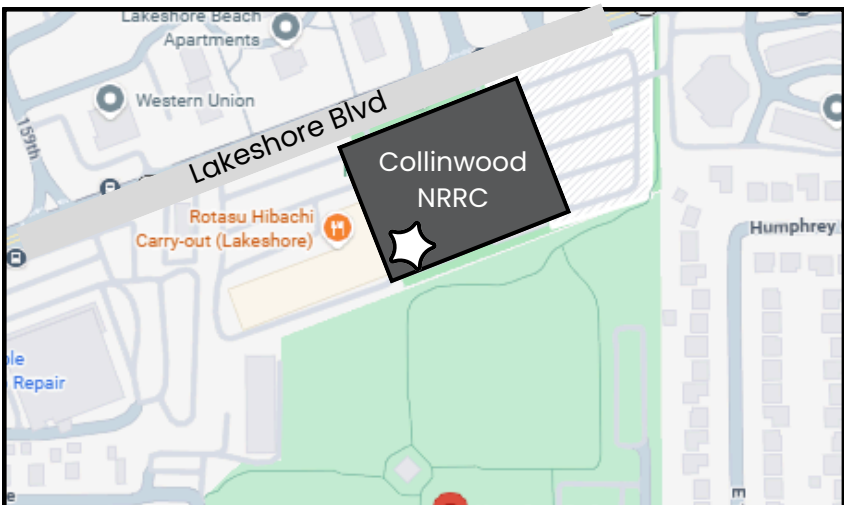 Lakeshore Beach
Apartments
Western Union
159th
Lakeshore Blvd
Collinwood
NRRC
Rotasu Hibachi
Carry-out (Lakeshore)
Humphrey
Repair
E